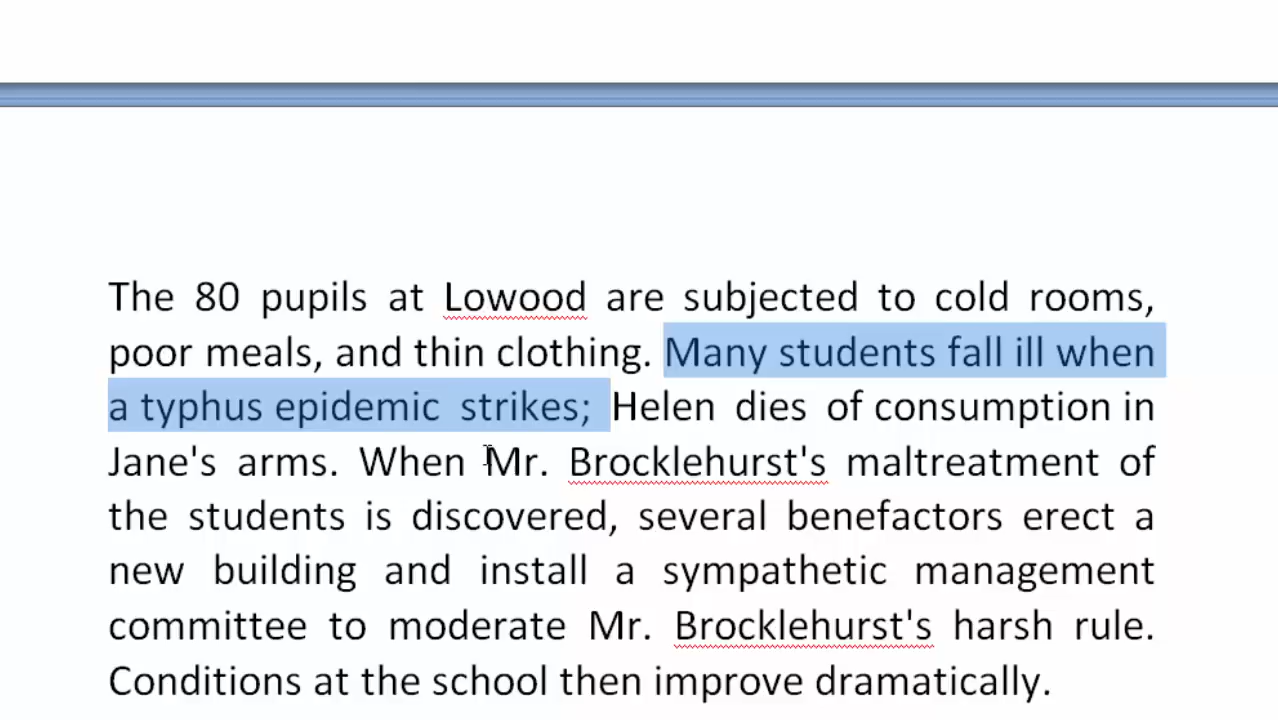 The 80 pupils at Lowood are subjected to cold rooms,
poor meals, and thin clothing. Many students fall ill when
a typhus epidemic strikes; Helen dies of consumption in
Jane's arms. When Mr. Brocklehurst's maltreatment of
the students is discovered, several benefactors erect a
new building and install a sympathetic management
committee to moderate Mr. Brocklehurst's harsh rule.
Conditions at the school then improve dramatically.